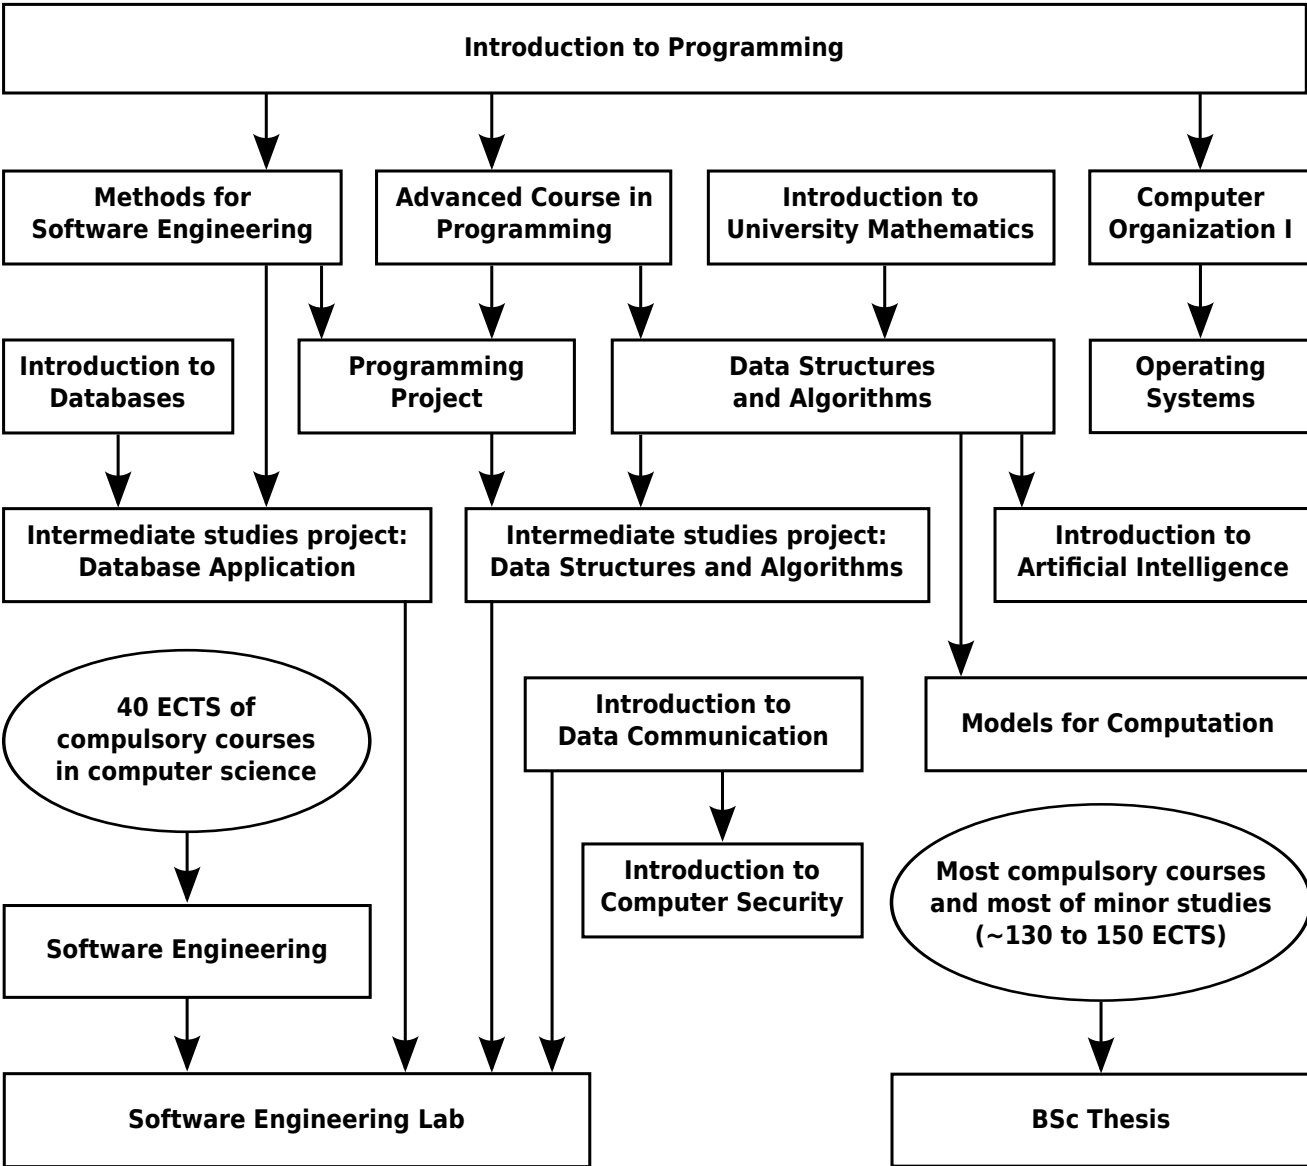 Introduction to Programming
Methods for
Software Engineering
Advanced Course in
Programming
Introduction to
University Mathematics
Computer
Organization I
Introduction to
Databases
Programming
Project
Data Structures
and Algorithms
Operating
Systems
Intermediate studies project:
Database Application
Intermediate studies project:
Data Structures and Algorithms
Introduction to
Artificial Intelligence
40 ECTS of
compulsory courses
in computer science
Introduction to
Data Communication
Models for Computation
Introduction to
Computer Security
Most compulsory courses
and most of minor studies
(~130 to 150 ECTS)
Software Engineering
Software Engineering Lab
BSc Thesis